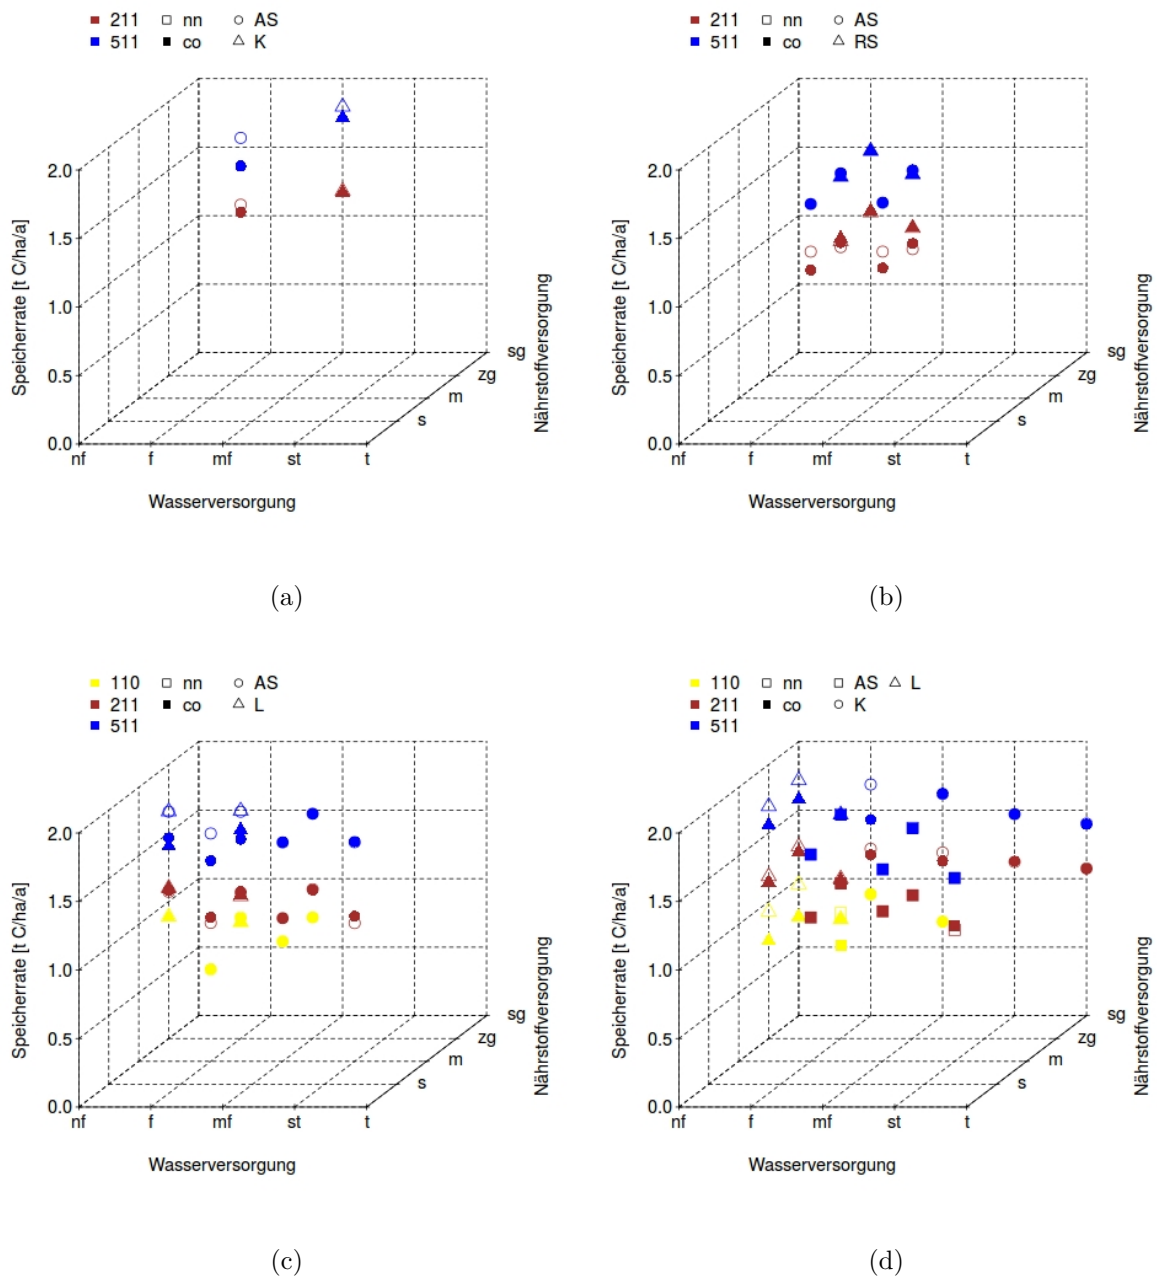 211 nn AS
511 co K
Speicherrate [t C/ha/a]
2.0
1.5
1.0
0.5
0.0
nf f mf st t
s
m
zg
sg
Wasserversorgung
Nährstoffversorgung
(a)
211 nn AS
511 co RS
Speicherrate [t C/ha/a]
2.0
1.5
1.0
0.5
0.0
nf f mf st t
s
m
zg
sg
Wasserversorgung
Nährstoffversorgung
(b)
110 nn AS
211 co L
511
Speicherrate [t C/ha/a]
2.0
1.5
1.0
0.5
0.0
nf f mf st t
s
m
zg
sg
Wasserversorgung
Nährstoffversorgung
(c)
110 nn AS L
211 co K
511
Speicherrate [t C/ha/a]
2.0
1.5
1.0
0.5
0.0
nf f mf st t
s
m
zg
sg
Wasserversorgung
Nährstoffversorgung
(d)